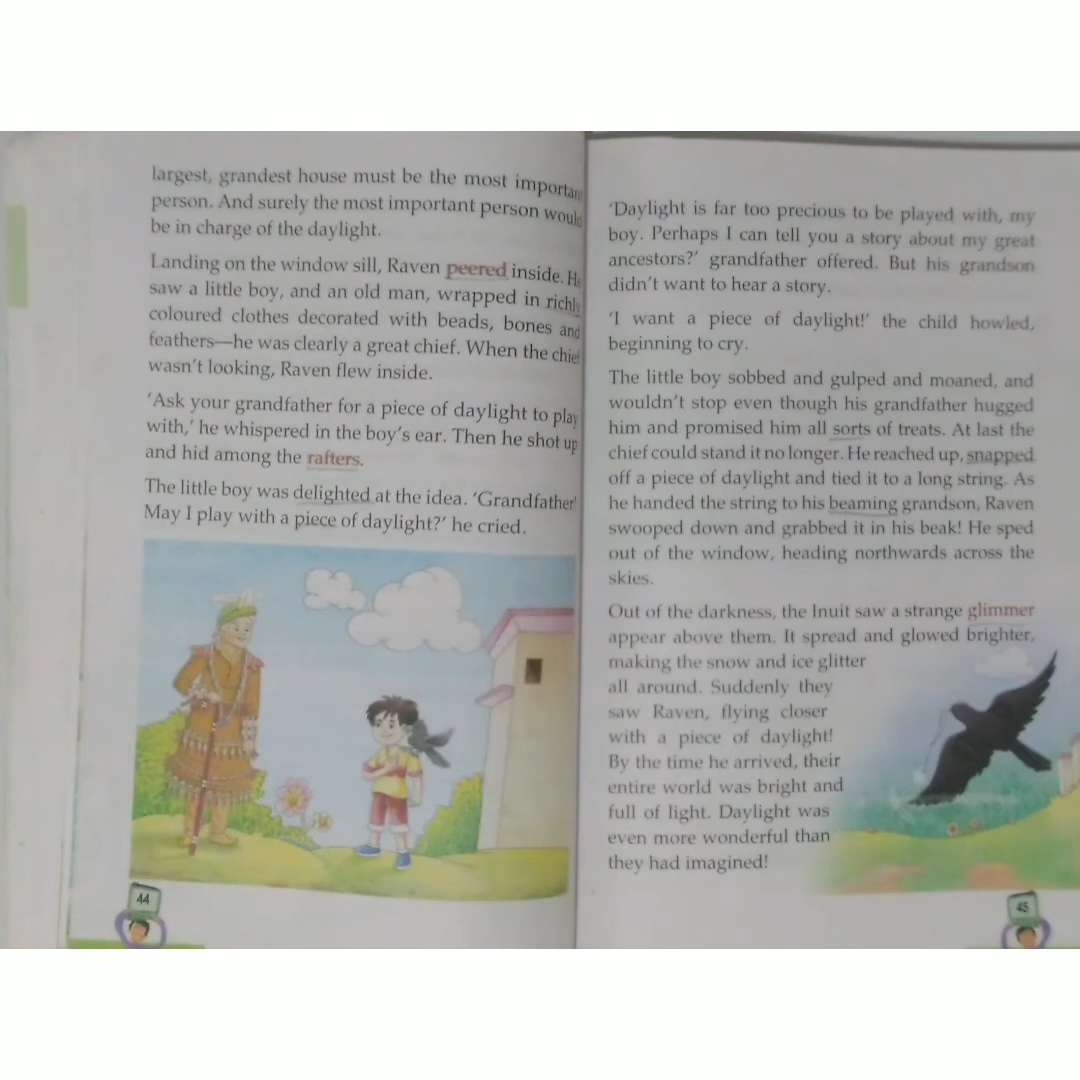 largest, grandest house must be the most important
person. And surely the most important person would
be in charge of the daylight.
Landing on the window sill, Raven peered inside. He
saw a little boy, and an old man, wrapped in richly
coloured clothes decorated with beads, bones and
feathers—he was clearly a great chief. When the chief
wasn't looking, Raven flew inside.
'Ask your grandfather for a piece of daylight to play
with,' he whispered in the boy's ear. Then he shot up
and hid among the rafters.
The little boy was delighted at the idea. 'Grandfather!
May I play with a piece of daylight?' he cried.
44
'Daylight is far too precious to be played with, my
boy. Perhaps I can tell you a story about my great
ancestors?' grandfather offered. But his grandson
didn't want to hear a story.
'I want a piece of daylight!' the child howled,
beginning to cry.
The little boy sobbed and gulped and moaned, and
wouldn't stop even though his grandfather hugged
him and promised him all sorts of treats. At last the
chief could stand it no longer. He reached up, snapped
off a piece of daylight and tied it to a long string. As
he handed the string to his beaming grandson, Raven
swooped down and grabbed it in his beak! He sped
out of the window, heading northwards across the
skies.
Out of the darkness, the Inuit saw a strange glimmer
appear above them. It spread and glowed brighter,
making the snow and ice glitter
all around. Suddenly they
saw Raven, flying closer
with a piece of daylight!
By the time he arrived, their
entire world was bright and
full of light. Daylight was
even more wonderful than
they had imagined!
45